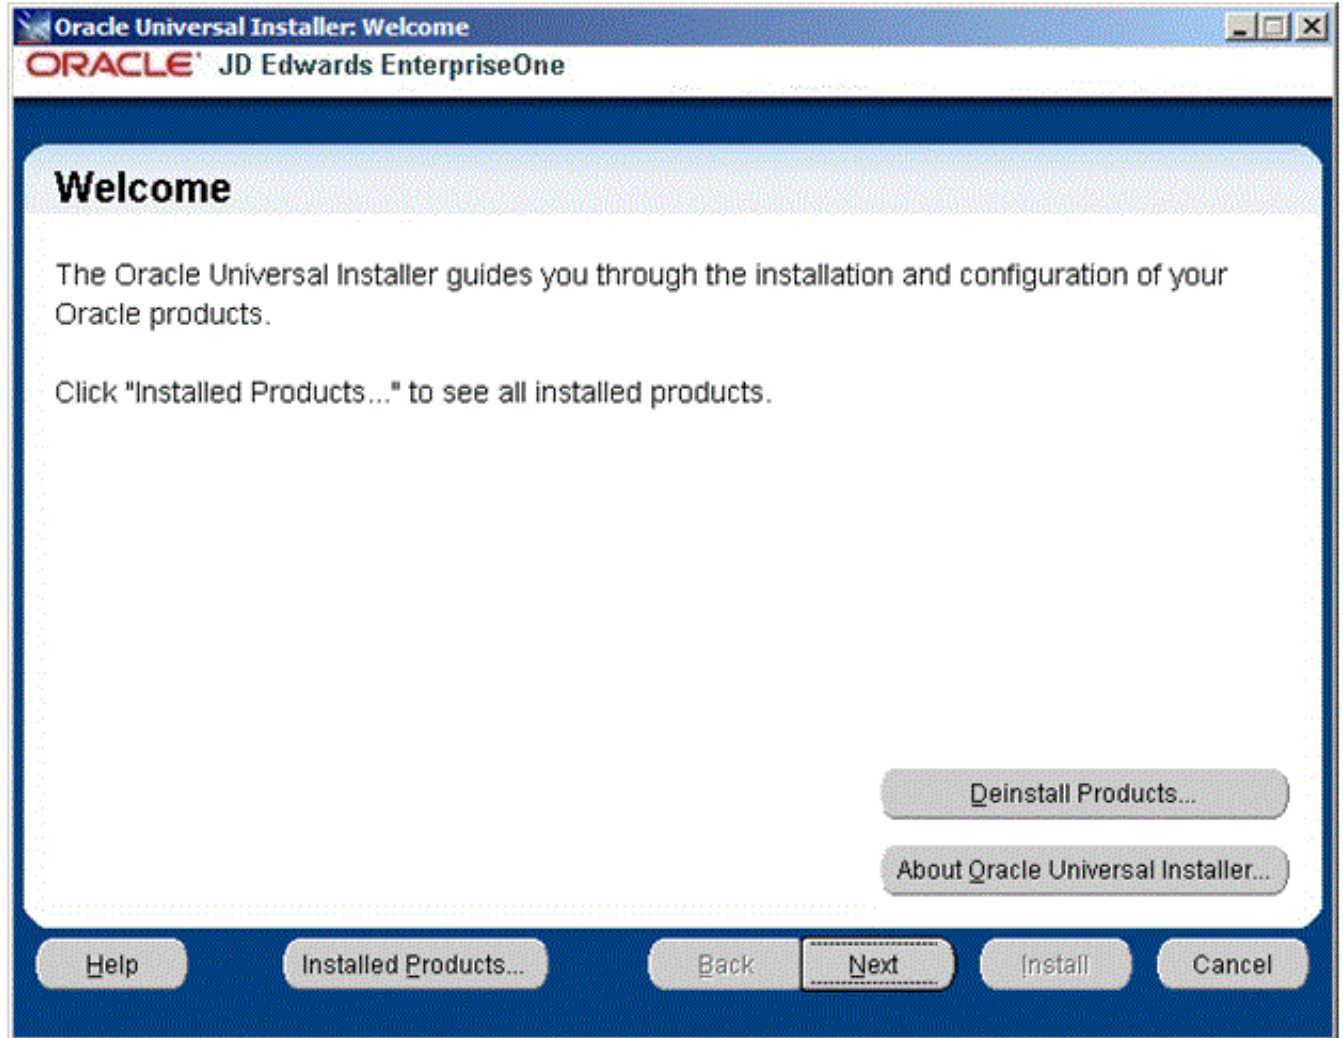 Oracle Universal Installer: Welcome
ORACLE JD Edwards EnterpriseOne
Welcome
The Oracle Universal Installer guides you through the installation and configuration of your
Oracle products.
Click "Installed Products..." to see all installed products.
Deinstall Products...
About Oracle Universal Installer...
Help Installed Products... Back Next Install Cancel